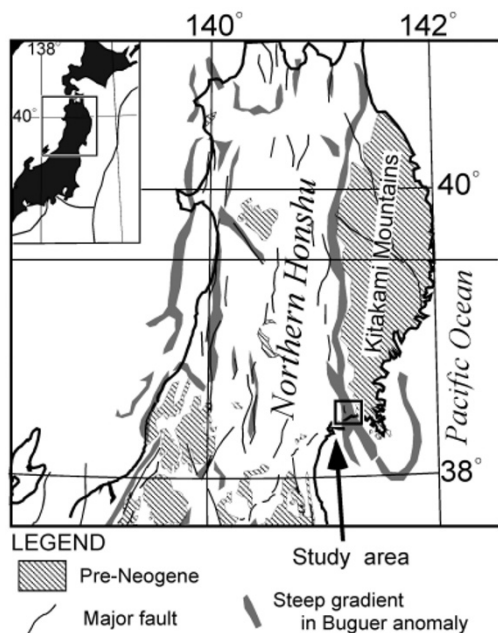 138°
40°
140°
142°
40°
Kitakami Mountains
Northern Honshu
Pacific Ocean
38°
LEGEND
Study area
Pre-Neogene
Major fault
Steep gradient
in Buguer anomaly